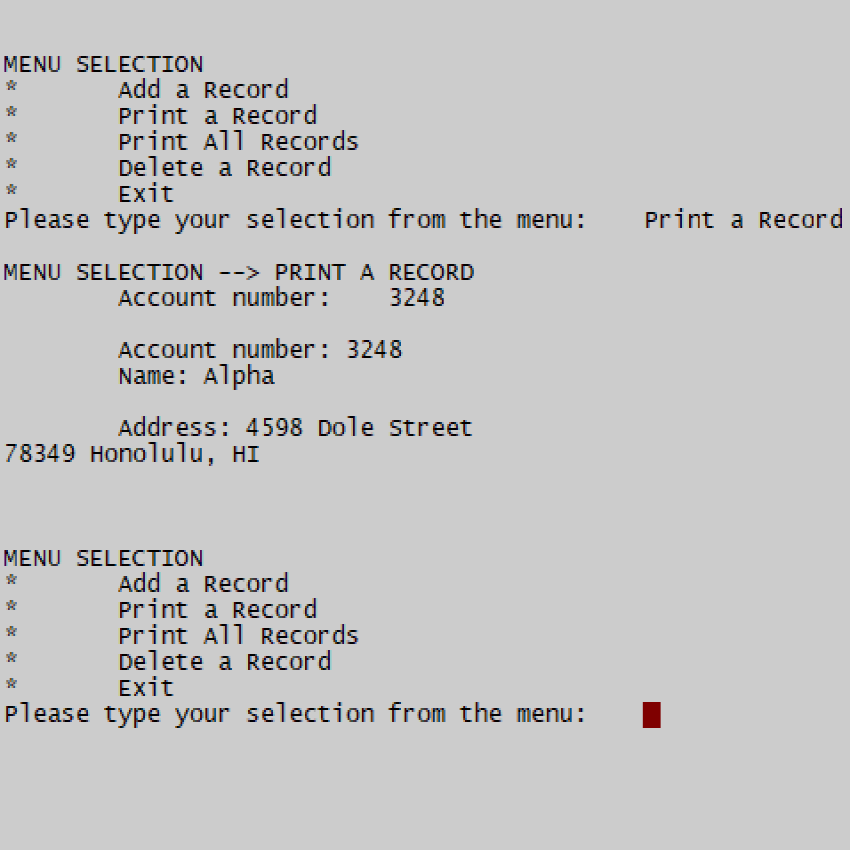 MENU SELECTION
*	Add a Record
*	Print a Record
*	Print All Records
*	Delete a Record
*	Exit
Please type your selection from the menu:    Print a Record
MENU SELECTION --> PRINT A RECORD
	Account number:    3248
	Account number: 3248
	Name: Alpha
	Address: 4598 Dole Street
78349 Honolulu, HI
MENU SELECTION
*	Add a Record
*	Print a Record
*	Print All Records
*	Delete a Record
*	Exit
Please type your selection from the menu: